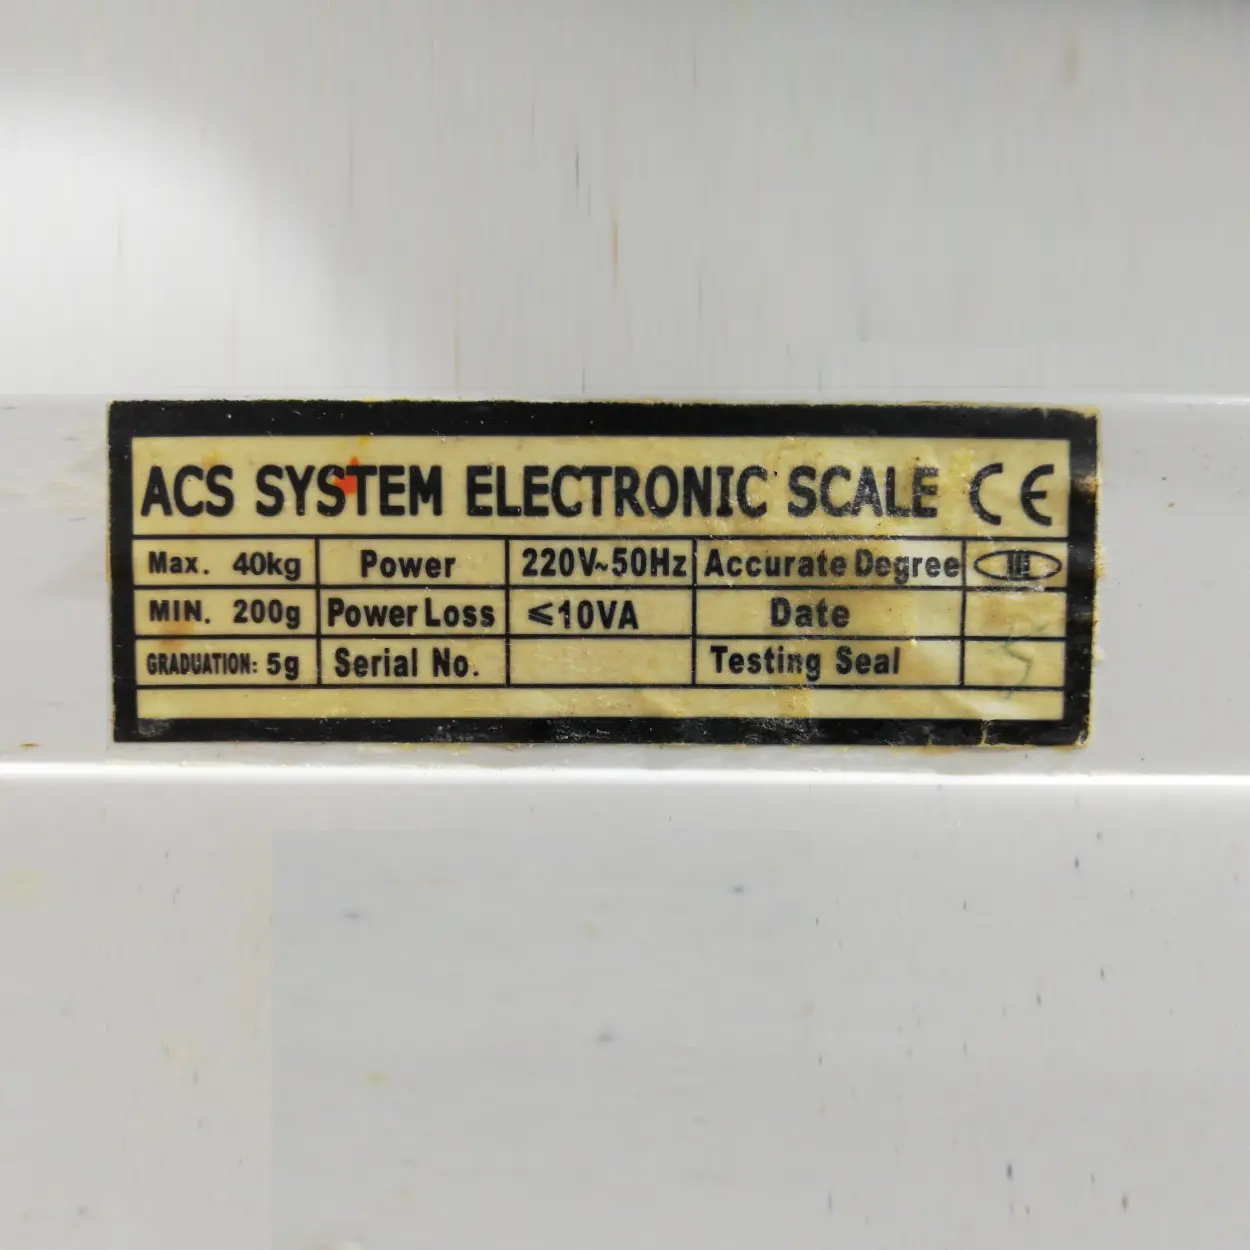 ACS SYSTEM ELECTRONIC SCALE CE
Max. 40kg Power 220V~50Hz Accurate Degree III
MIN. 200g Power Loss ≤10VA Date
GRADUATION: 5g Serial No. Testing Seal